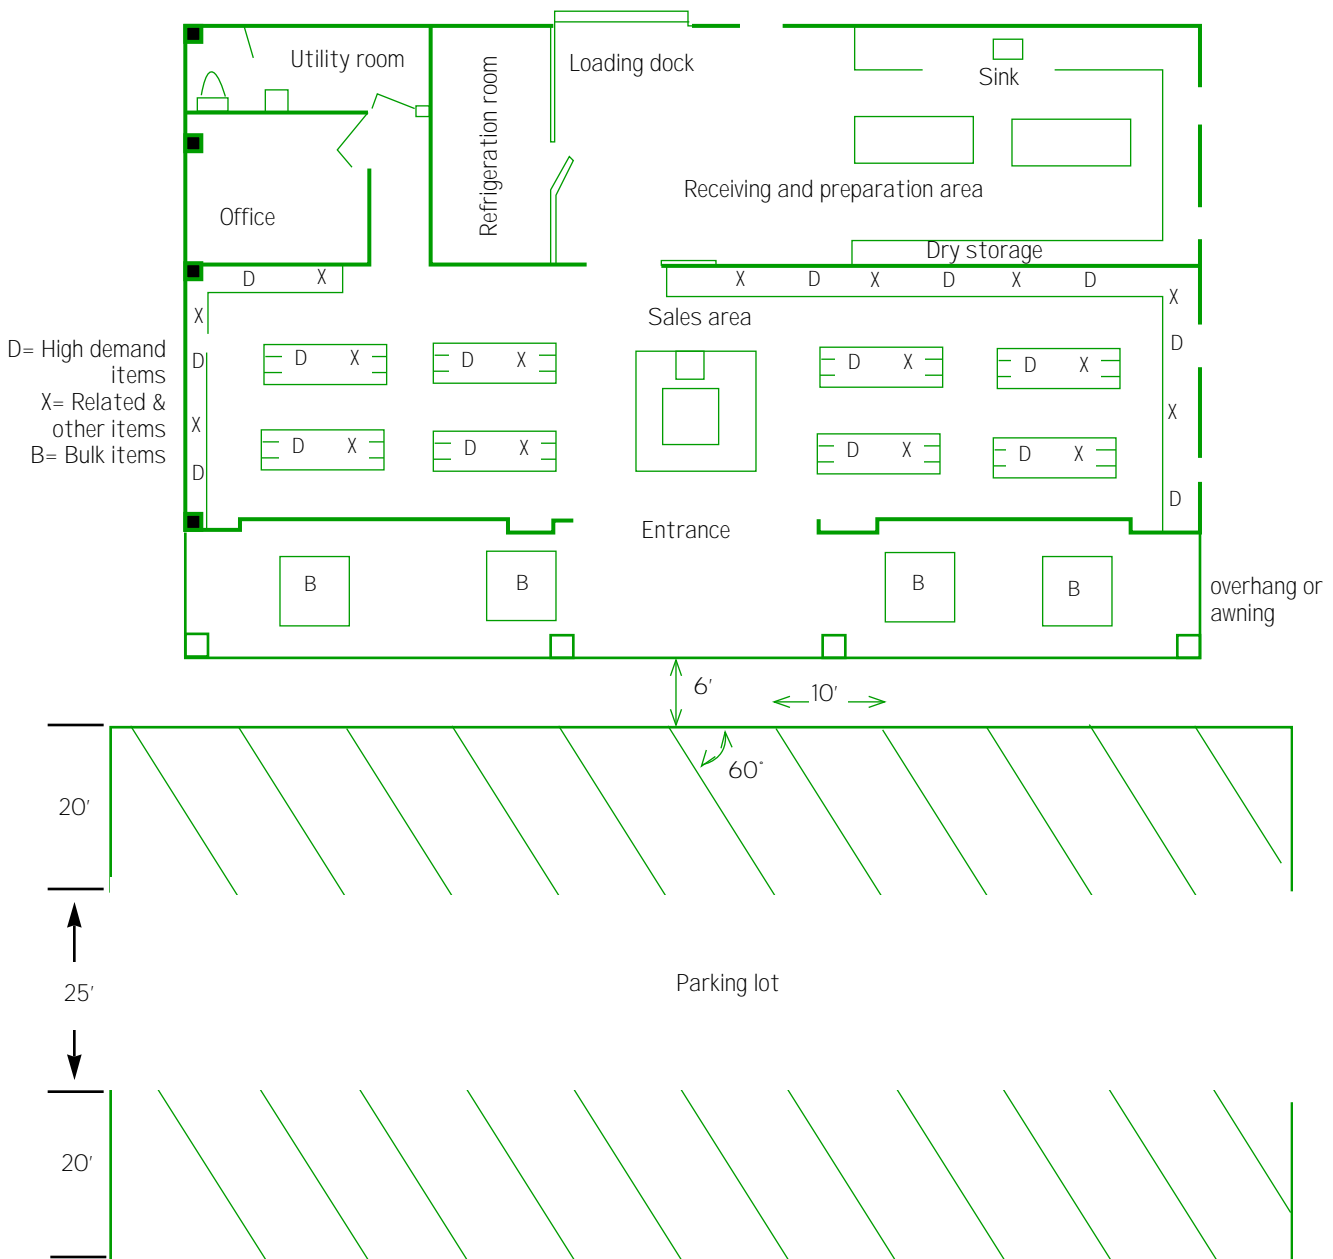 Utility room
Refrigeration room
Loading dock
Sink
Receiving and preparation area
Office
Dry storage
D X
X D X D X D
X
X
Sales area
D= High demand
items
X= Related &
other items
B= Bulk items
D
D
D X
D X
D X
D X
X
X
D
D X
D X
D X
D X
D
Entrance
B
B
B
B
overhang or
awning
6'
10'
60°
20'
25'
Parking lot
20'